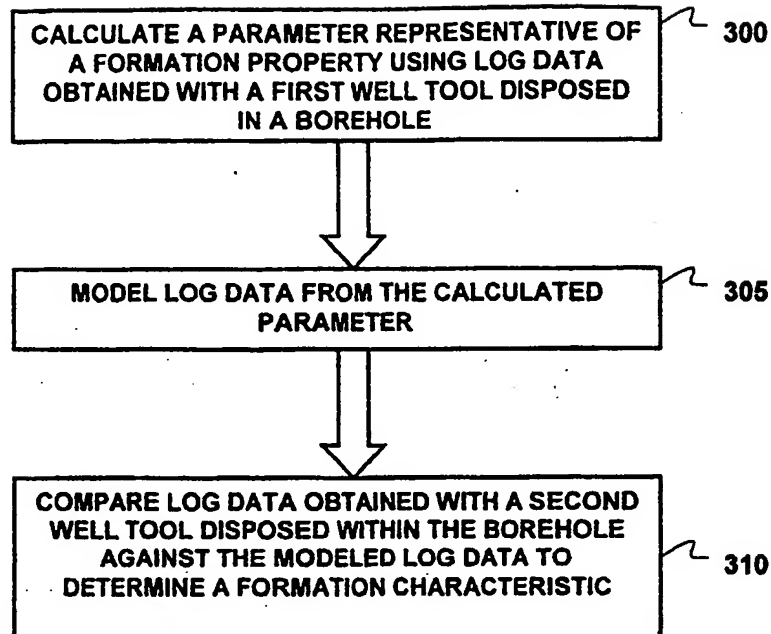 CALCULATE A PARAMETER REPRESENTATIVE OF
A FORMATION PROPERTY USING LOG DATA
OBTAINED WITH A FIRST WELL TOOL DISPOSED
IN A BOREHOLE
300
MODEL LOG DATA FROM THE CALCULATED
PARAMETER
305
COMPARE LOG DATA OBTAINED WITH A SECOND
WELL TOOL DISPOSED WITHIN THE BOREHOLE
AGAINST THE MODELED LOG DATA TO
DETERMINE A FORMATION CHARACTERISTIC
310